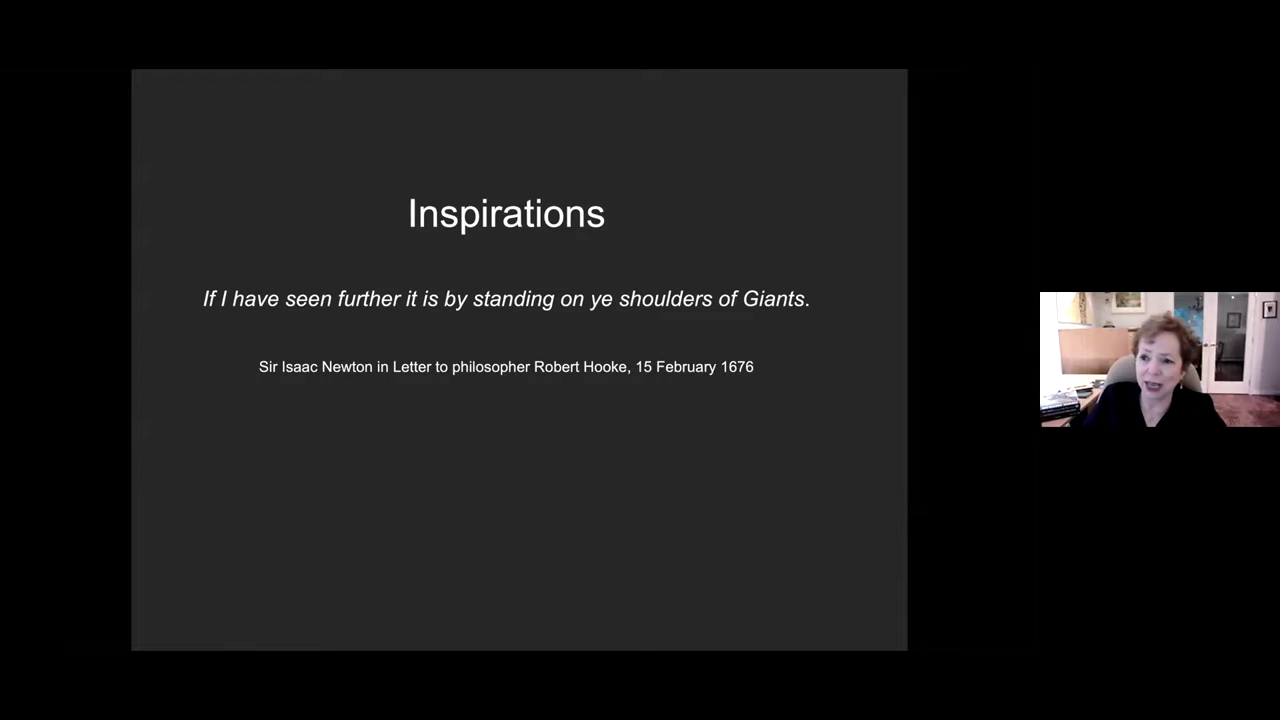 Inspirations
If I have seen further it is by standing on ye shoulders of Giants.
Sir Isaac Newton in Letter to philosopher Robert Hooke, 15 February 1676